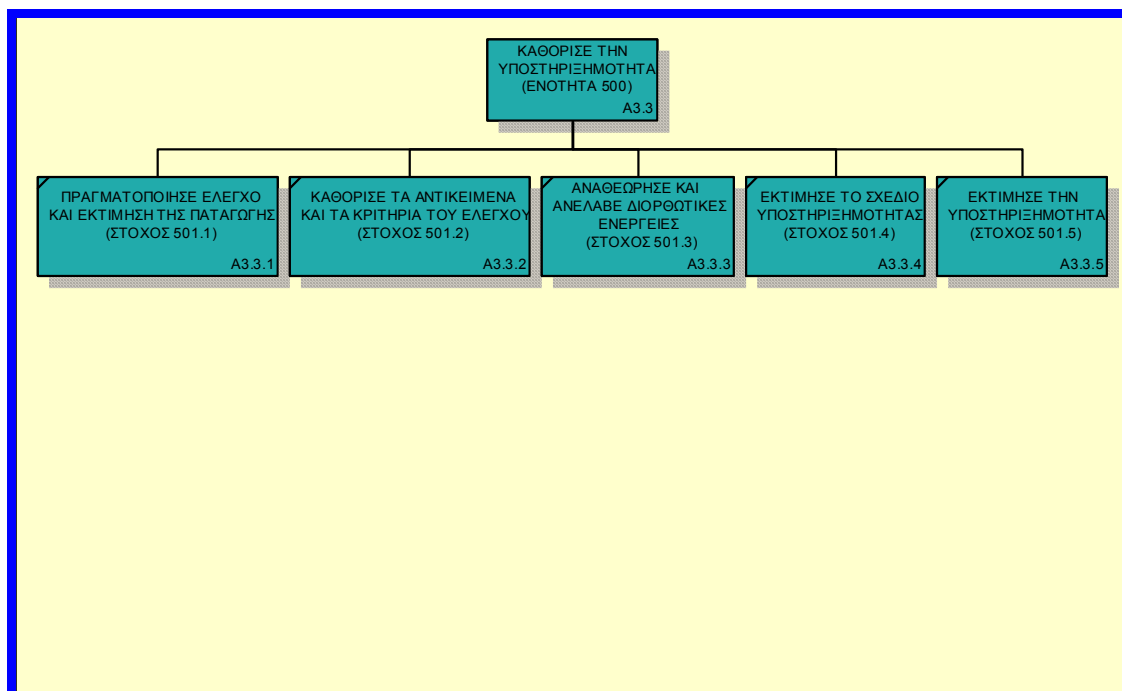 ΚΑΘΟΡΙΣΕ ΤΗΝ
ΥΠΟΣΤΗΡΙΞΗΜΟΤΗΤΑ
(ΕΝΟΤΗΤΑ 500)
A3.3
ΠΡΑΓΜΑΤΟΠΟΙΗΣΕ ΕΛΕΓΧΟ
ΚΑΙ ΕΚΤΙΜΗΣΗ ΤΗΣ ΠΑΤΑΓΩΓΗΣ
(ΣΤΟΧΟΣ 501.1)
A3.3.1
ΚΑΘΟΡΙΣΕ ΤΑ ΑΝΤΙΚΕΙΜΕΝΑ
ΚΑΙ ΤΑ ΚΡΙΤΗΡΙΑ ΤΟΥ ΕΛΕΓΧΟΥ
(ΣΤΟΧΟΣ 501.2)
A3.3.2
ΑΝΑΘΕΩΡΗΣΕ ΚΑΙ
ΑΝΕΛΑΒΕ ΔΙΟΡΘΩΤΙΚΕΣ
ΕΝΕΡΓΕΙΕΣ
(ΣΤΟΧΟΣ 501.3)
A3.3.3
ΕΚΤΙΜΗΣΕ ΤΟ ΣΧΕΔΙΟ
ΥΠΟΣΤΗΡΙΞΗΜΟΤΗΤΑΣ
(ΣΤΟΧΟΣ 501.4)
A3.3.4
ΕΚΤΙΜΗΣΕ ΤΗΝ
ΥΠΟΣΤΗΡΙΞΗΜΟΤΗΤΑ
(ΣΤΟΧΟΣ 501.5)
A3.3.5